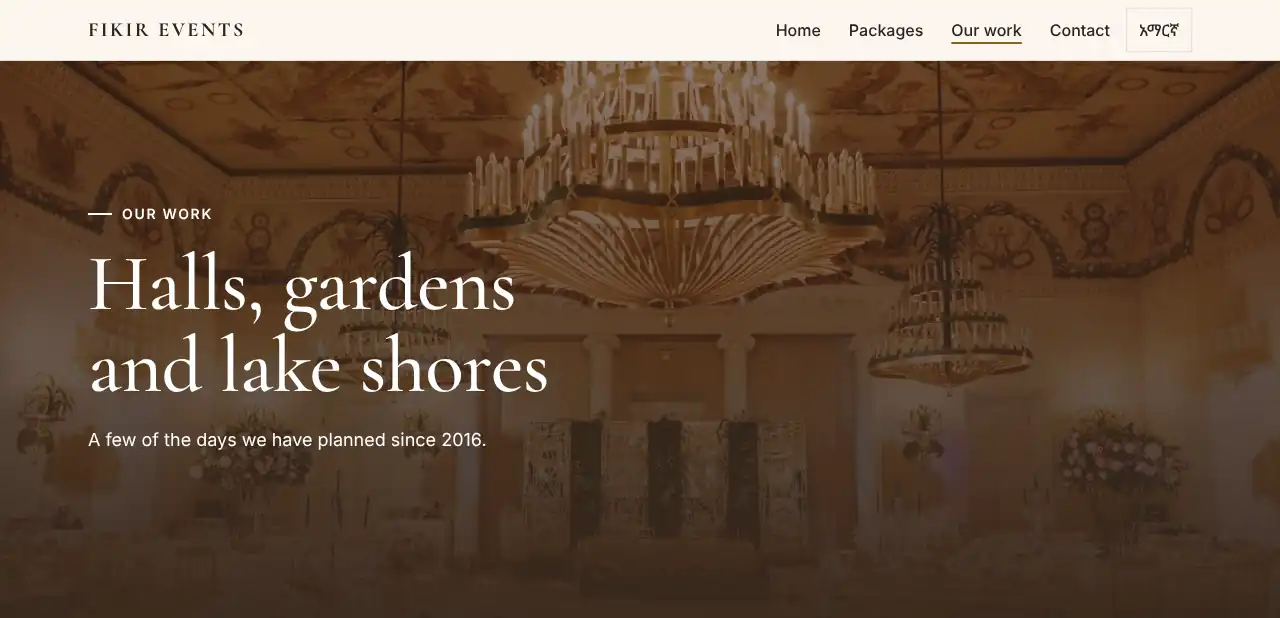 FIKIR EVENTS
Home Packages Our work Contact አማርኛ
OUR WORK
Halls, gardens
and lake shores
A few of the days we have planned since 2016.